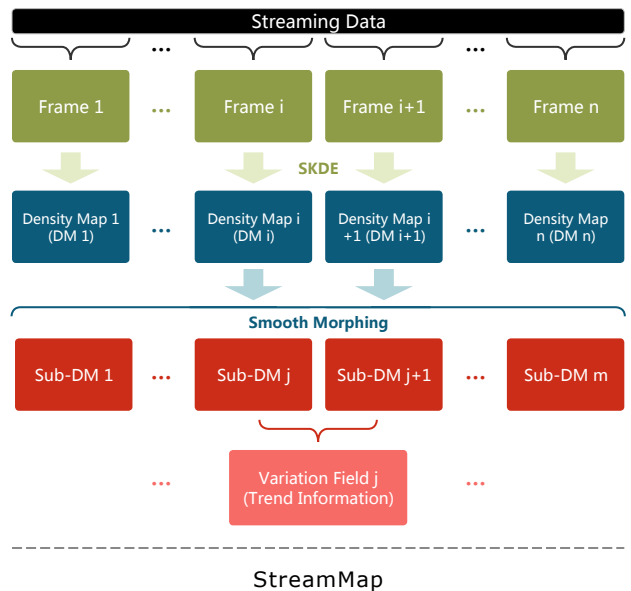 Streaming Data
... ...
Frame 1 ... Frame i Frame i+1 ... Frame n
SKDE
Density Map 1 ... Density Map i Density Map i ... Density Map
(DM 1) (DM i) +1 (DM i+1) n (DM n)
Smooth Morphing
Sub-DM 1 ... Sub-DM j Sub-DM j+1 ... Sub-DM m
... Variation Field j ...
(Trend Information)
StreamMap